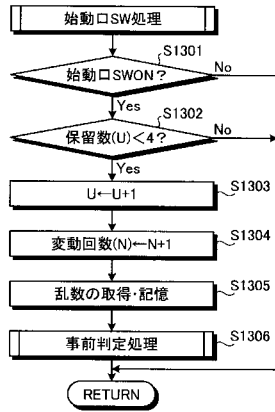 始動口SW処理
S1301
始動口SWON？
No
Yes
S1302
保留数(U)<4？
No
Yes
S1303
U←U+1
S1304
変動回数(N)←N+1
S1305
乱数の取得・記憶
S1306
事前判定処理
RETURN